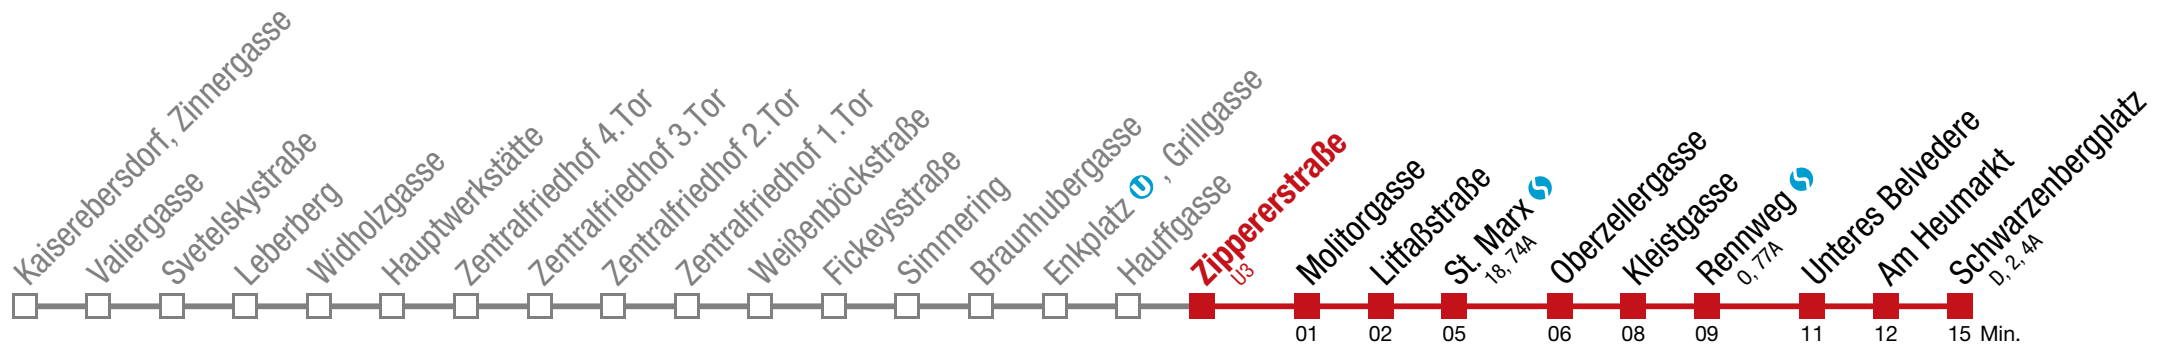 Kaiserebersdorf, Zinnergasse
Valiergasse
Svetelskystraße
Leberberg
Widholzgasse
Hauptwerkstätte
Zentralfriedhof 4.Tor
Zentralfriedhof 3.Tor
Zentralfriedhof 2.Tor
Zentralfriedhof 1.Tor
Weißenböckstraße
Fickeysstraße
Simmering
Braunhubergasse
Enkplatz U, Grillgasse
Hauffgasse
Zippererstraße
U3
Molitorgasse
Litfaßstraße
St. Marx S
18, 74A
Oberzellergasse
Kleistgasse
Rennweg S
O, 77A
Unteres Belvedere
Am Heumarkt
Schwarzenbergplatz
D, 2, 4A
01 02 05 06 08 09 11 12 15 Min.